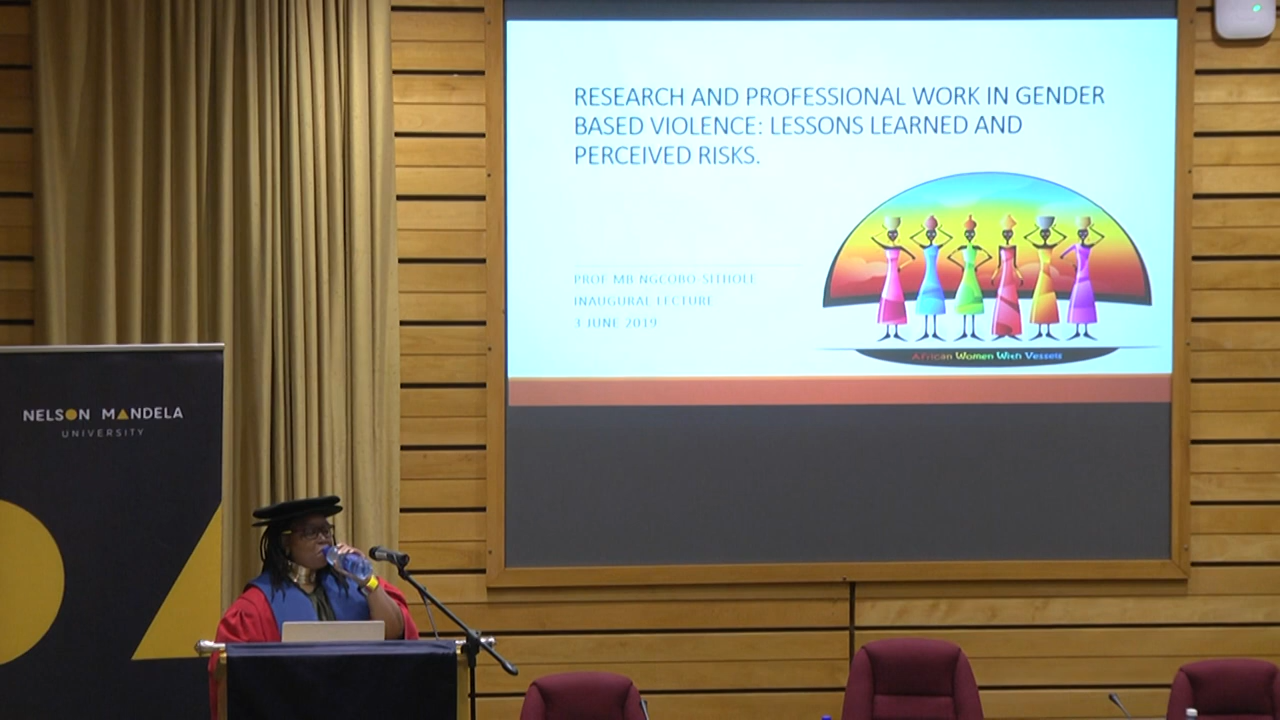 RESEARCH AND PROFESSIONAL WORK IN GENDER
BASED VIOLENCE: LESSONS LEARNED AND
PERCEIVED RISKS.
PROF MB NGCOBO-SITHOLE
INAUGURAL LECTURE
3 JUNE 2019
African Women With Vessels
NELSON MANDELA
UNIVERSITY